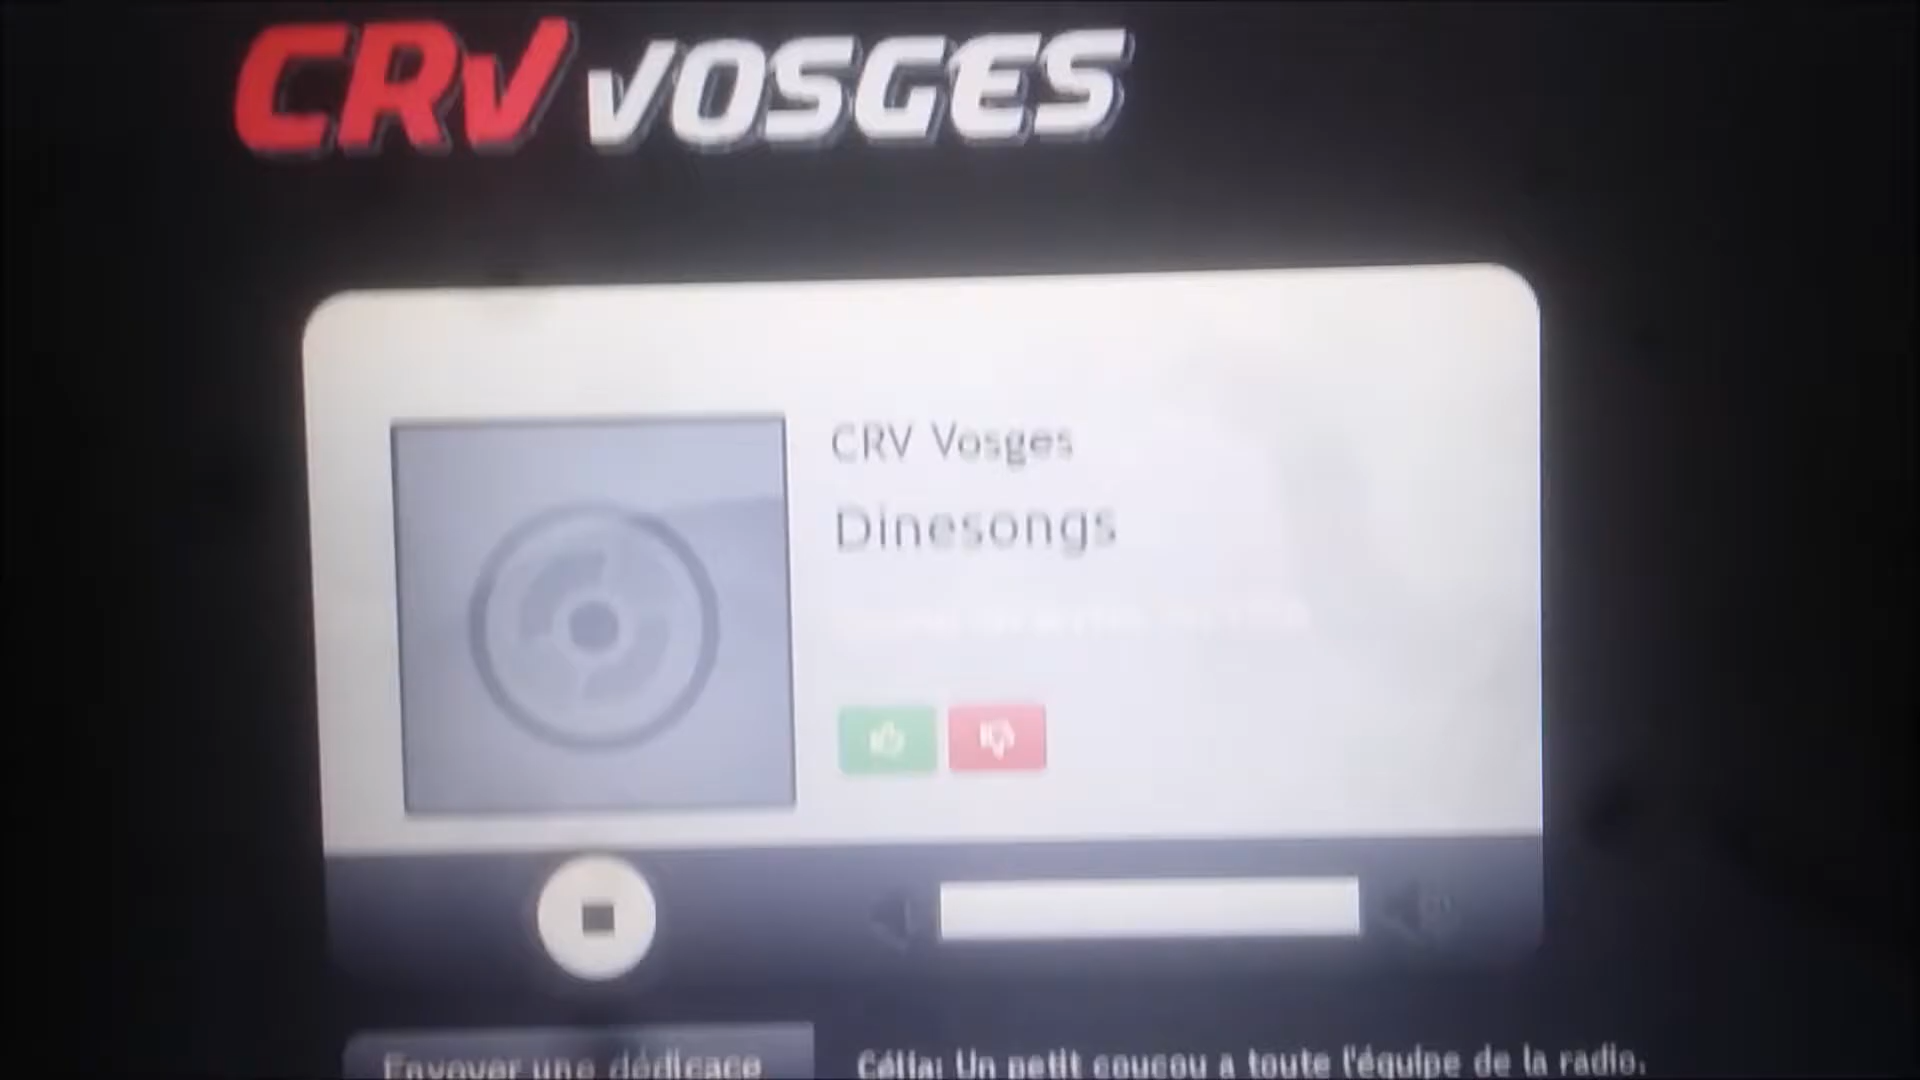 CRV VOSGES
CRV Vosges
Dinesongs
Envoyer une dédicace
Célia: Un petit coucou a toute l'équipe de la radio.